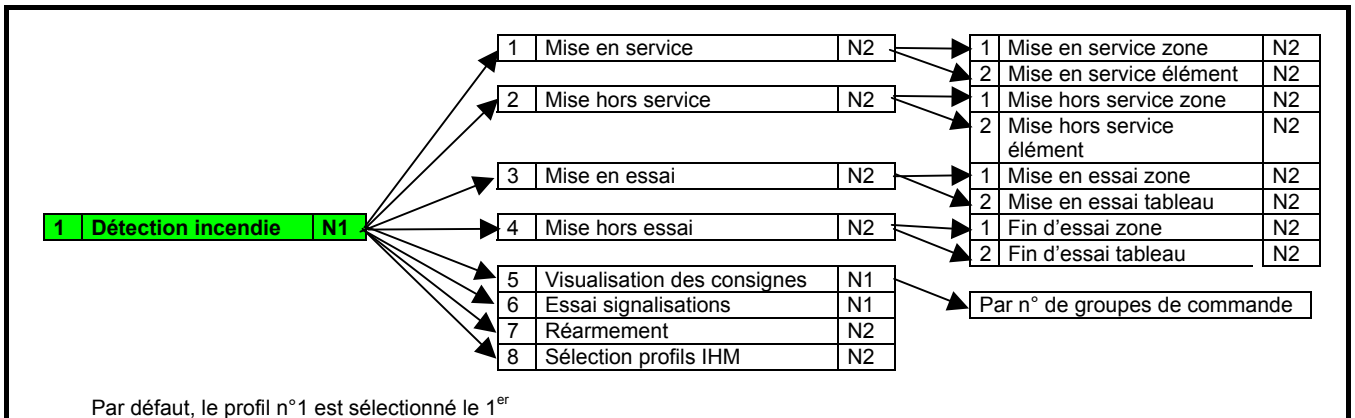 1 Détection incendie N1
1 Mise en service N2
2 Mise hors service N2
3 Mise en essai N2
4 Mise hors essai N2
5 Visualisation des consignes N1
6 Essai signalisations N1
7 Réarmement N2
8 Sélection profils IHM N2
1 Mise en service zone N2
2 Mise en service élément N2
1 Mise hors service zone N2
2 Mise hors service N2
élément
1 Mise en essai zone N2
2 Mise en essai tableau N2
1 Fin d'essai zone N2
2 Fin d'essai tableau N2
Par n° de groupes de commande
Par défaut, le profil n°1 est sélectionné le 1er